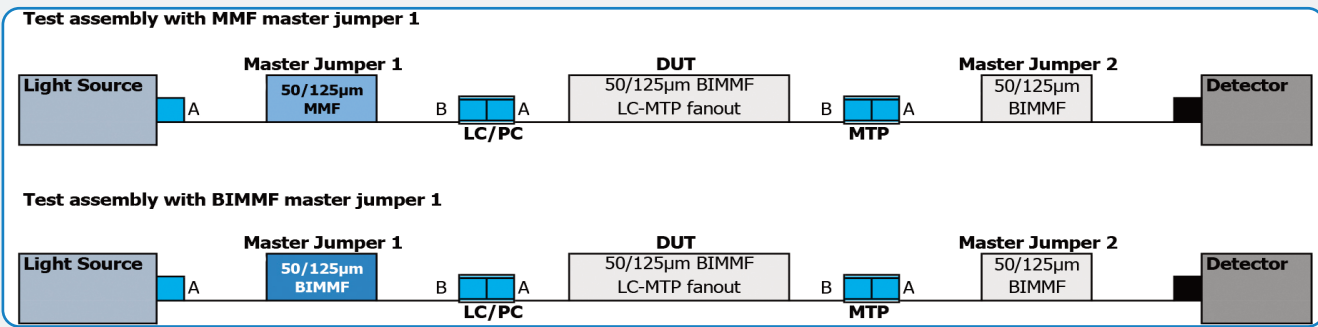 Test assembly with MMF master jumper 1
Master Jumper 1 DUT Master Jumper 2
Light Source 50/125μm MMF 50/125μm BIMMF LC-MTP fanout 50/125μm BIMMF Detector
A B A B A
LC/PC MTP
Test assembly with BIMMF master jumper 1
Master Jumper 1 DUT Master Jumper 2
Light Source 50/125μm BIMMF 50/125μm BIMMF LC-MTP fanout 50/125μm BIMMF Detector
A B A B A
LC/PC MTP